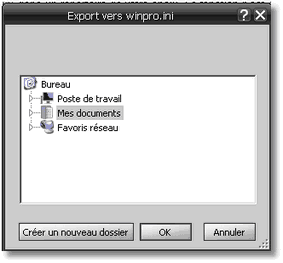 Export vers winpro.ini
Bureau
Poste de travail
Mes documents
Favoris réseau
Créer un nouveau dossier
OK
Annuler